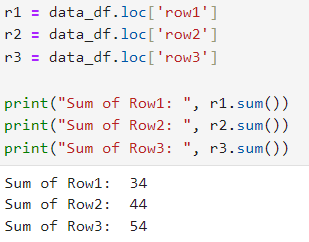 r1 = data_df.loc['row1']
r2 = data_df.loc['row2']
r3 = data_df.loc['row3']
print("Sum of Row1: ", r1.sum())
print("Sum of Row2: ", r2.sum())
print("Sum of Row3: ", r3.sum())
Sum of Row1:  34
Sum of Row2:  44
Sum of Row3:  54